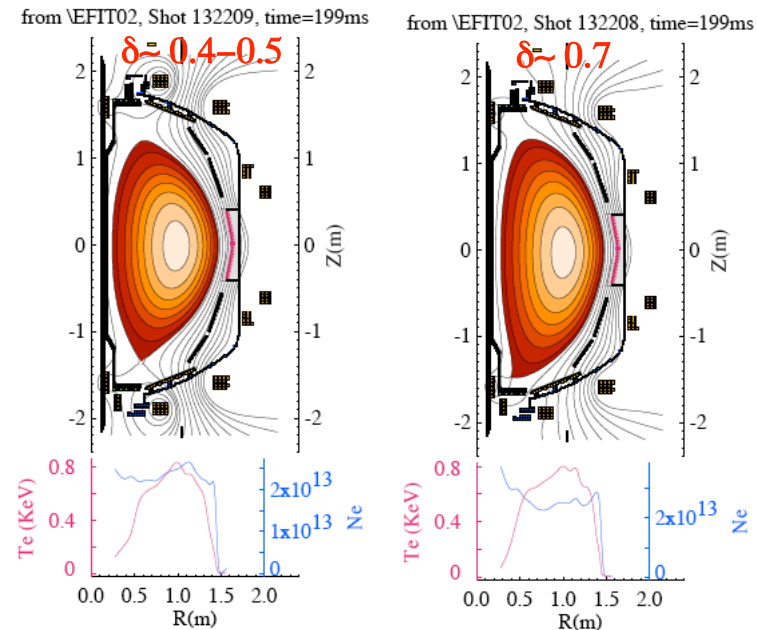 from \EFIT02, Shot 132209, time=199ms
δ~ 0.4–0.5
2
1
0
-1
-2
2
1
0
-1
-2
Z(m)
0.8
0.4
0
Te (KeV)
2x10^13
1x10^13
0
Ne
0.0 0.5 1.0 1.5 2.0
R(m)
from \EFIT02, Shot 132208, time=199ms
δ~ 0.7
2
1
0
-1
-2
2
1
0
-1
-2
Z(m)
0.8
0.4
0
Te (KeV)
2x10^13
0
Ne
0.0 0.5 1.0 1.5 2.0
R(m)